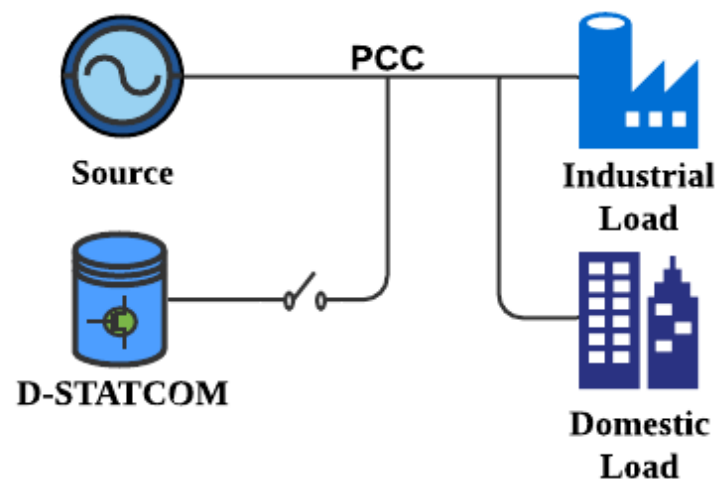 PCC
Source
Industrial
Load
D-STATCOM
Domestic
Load